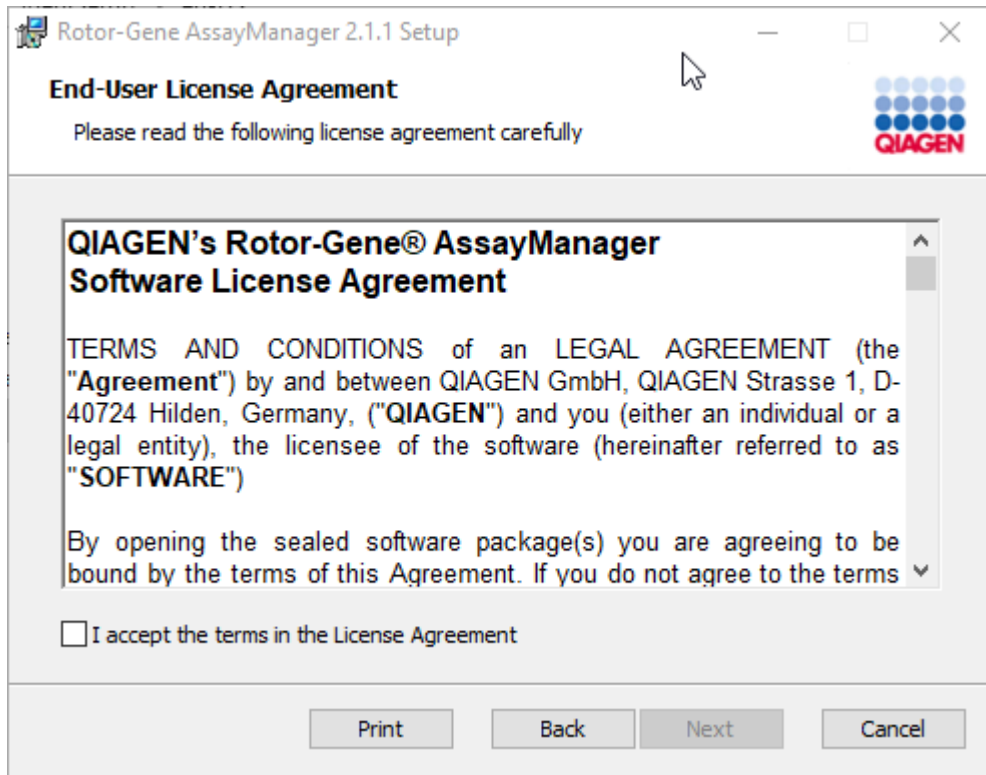 Rotor-Gene AssayManager 2.1.1 Setup
End-User License Agreement
Please read the following license agreement carefully
QIAGEN
QIAGEN’s Rotor-Gene® AssayManager
Software License Agreement
TERMS AND CONDITIONS of an LEGAL AGREEMENT (the
"Agreement") by and between QIAGEN GmbH, QIAGEN Strasse 1, D-
40724 Hilden, Germany, ("QIAGEN") and you (either an individual or a
legal entity), the licensee of the software (hereinafter referred to as
"SOFTWARE")
By opening the sealed software package(s) you are agreeing to be
bound by the terms of this Agreement. If you do not agree to the terms
I accept the terms in the License Agreement
Print
Back
Next
Cancel